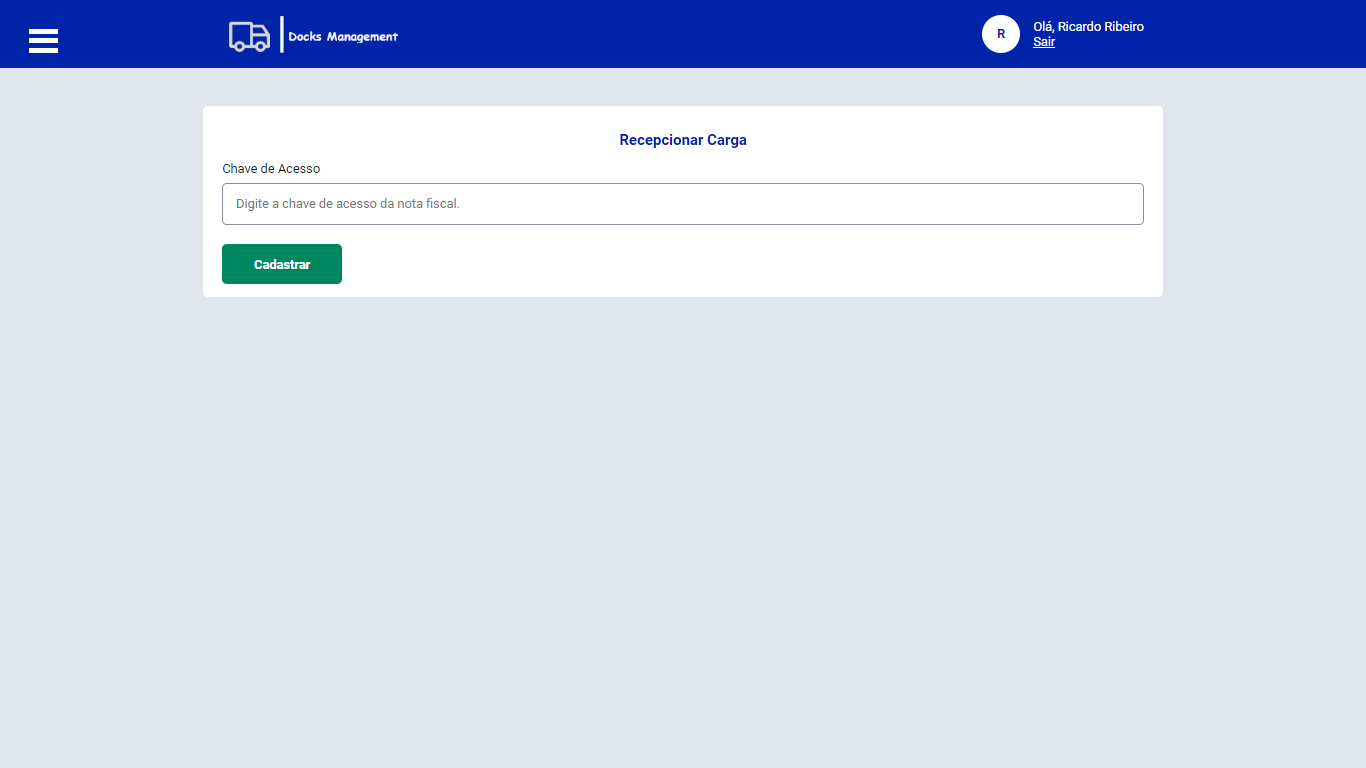 Docks Management
R
Olá, Ricardo Ribeiro
Sair
Recepcionar Carga
Chave de Acesso
Digite a chave de acesso da nota fiscal.
Cadastrar